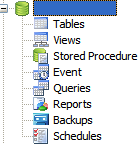 Tables
Views
Stored Procedure
Event
Queries
Reports
Backups
Schedules